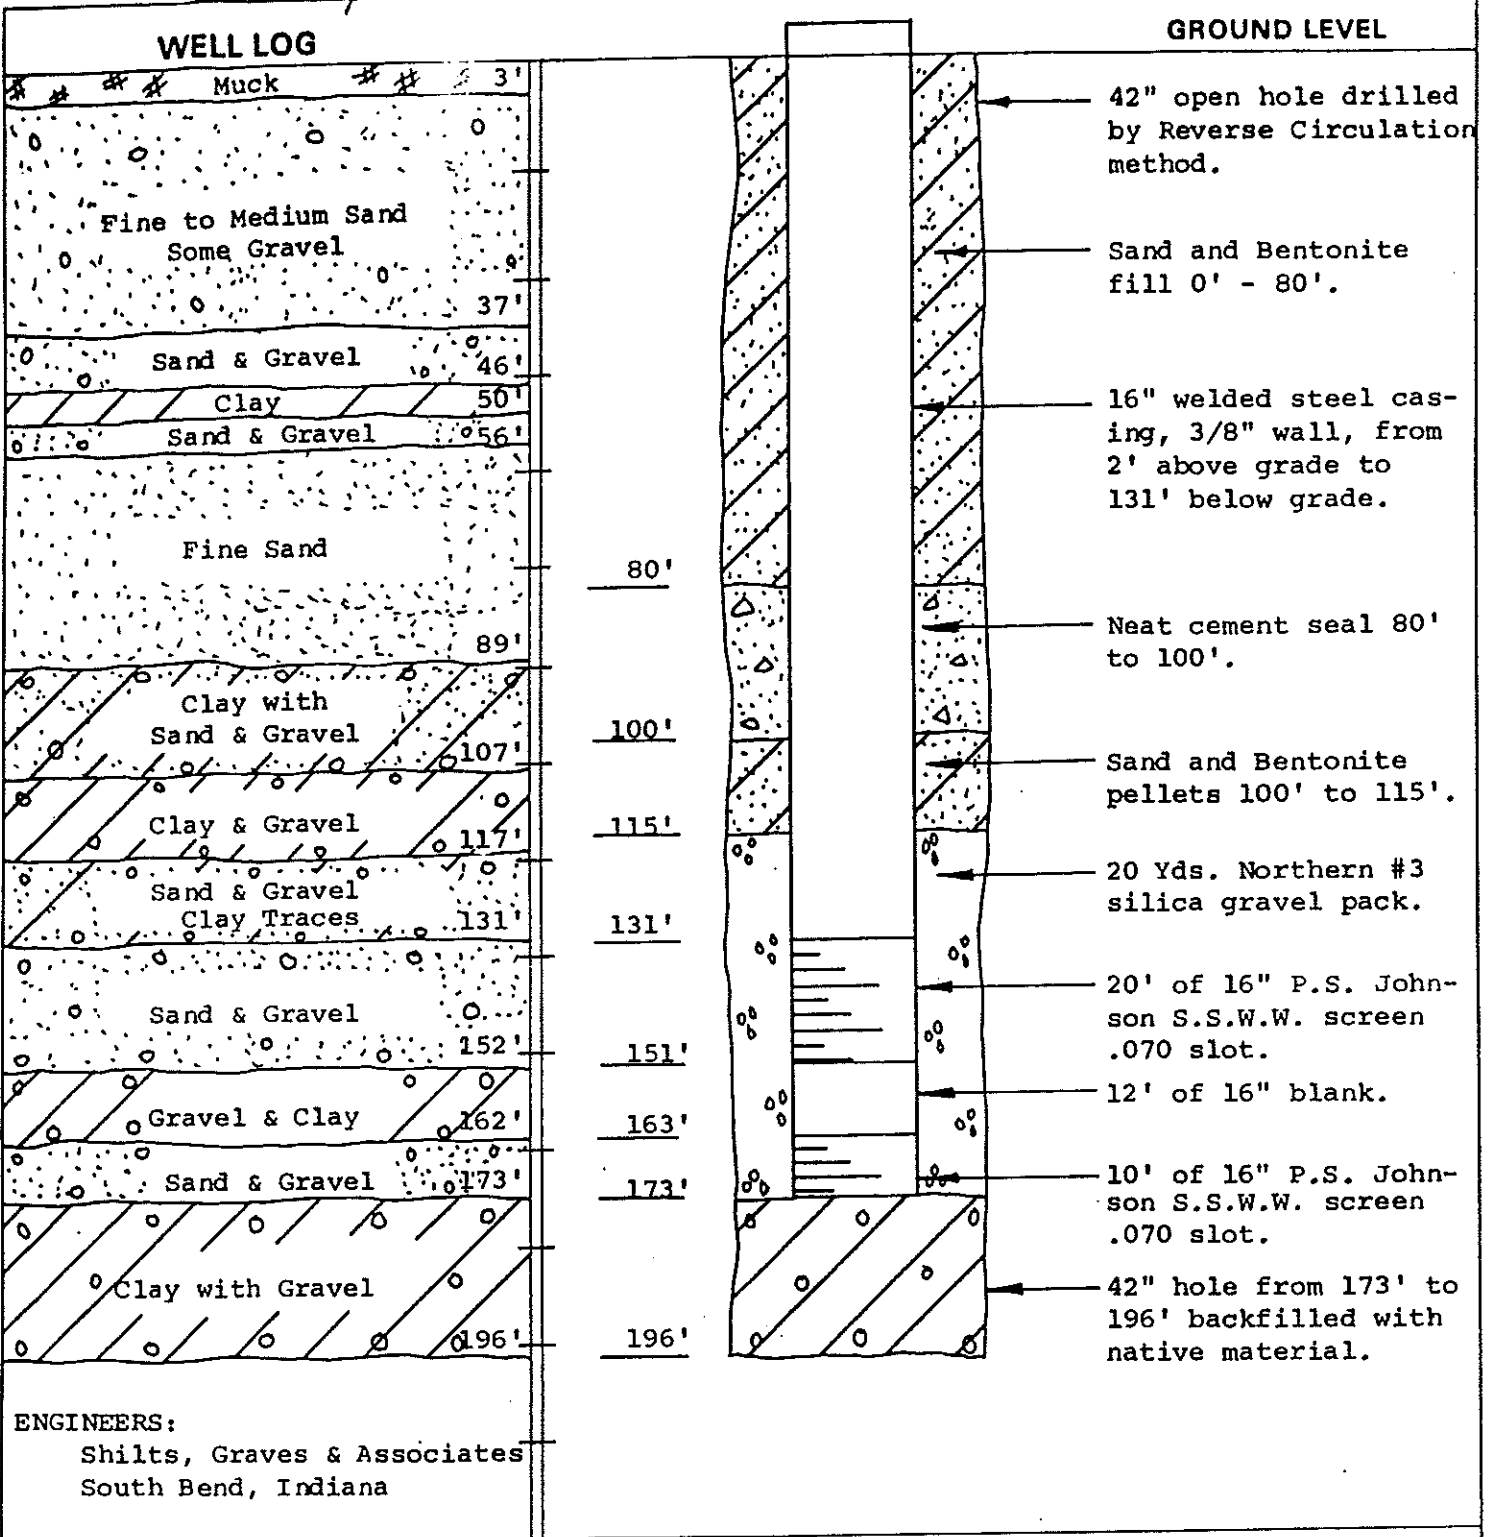 WELL LOG
Muck 3'
Fine to Medium Sand
Some Gravel
37'
Sand & Gravel
46'
Clay 50'
Sand & Gravel 56'
Fine Sand
89'
Clay with
Sand & Gravel
107'
Clay & Gravel
117'
Sand & Gravel
Clay Traces 131'
Sand & Gravel
152'
Gravel & Clay 162'
Sand & Gravel 173'
Clay with Gravel
196'
ENGINEERS:
Shilts, Graves & Associates
South Bend, Indiana
80'
100'
115'
131'
151'
163'
173'
196'
GROUND LEVEL
42" open hole drilled
by Reverse Circulation
method.
Sand and Bentonite
fill 0' - 80'.
16" welded steel cas-
ing, 3/8" wall, from
2' above grade to
131' below grade.
Neat cement seal 80'
to 100'.
Sand and Bentonite
pellets 100' to 115'.
20 Yds. Northern #3
silica gravel pack.
20' of 16" P.S. John-
son S.S.W.W. screen
.070 slot.
12' of 16" blank.
10' of 16" P.S. John-
son S.S.W.W. screen
.070 slot.
42" hole from 173' to
196' backfilled with
native material.